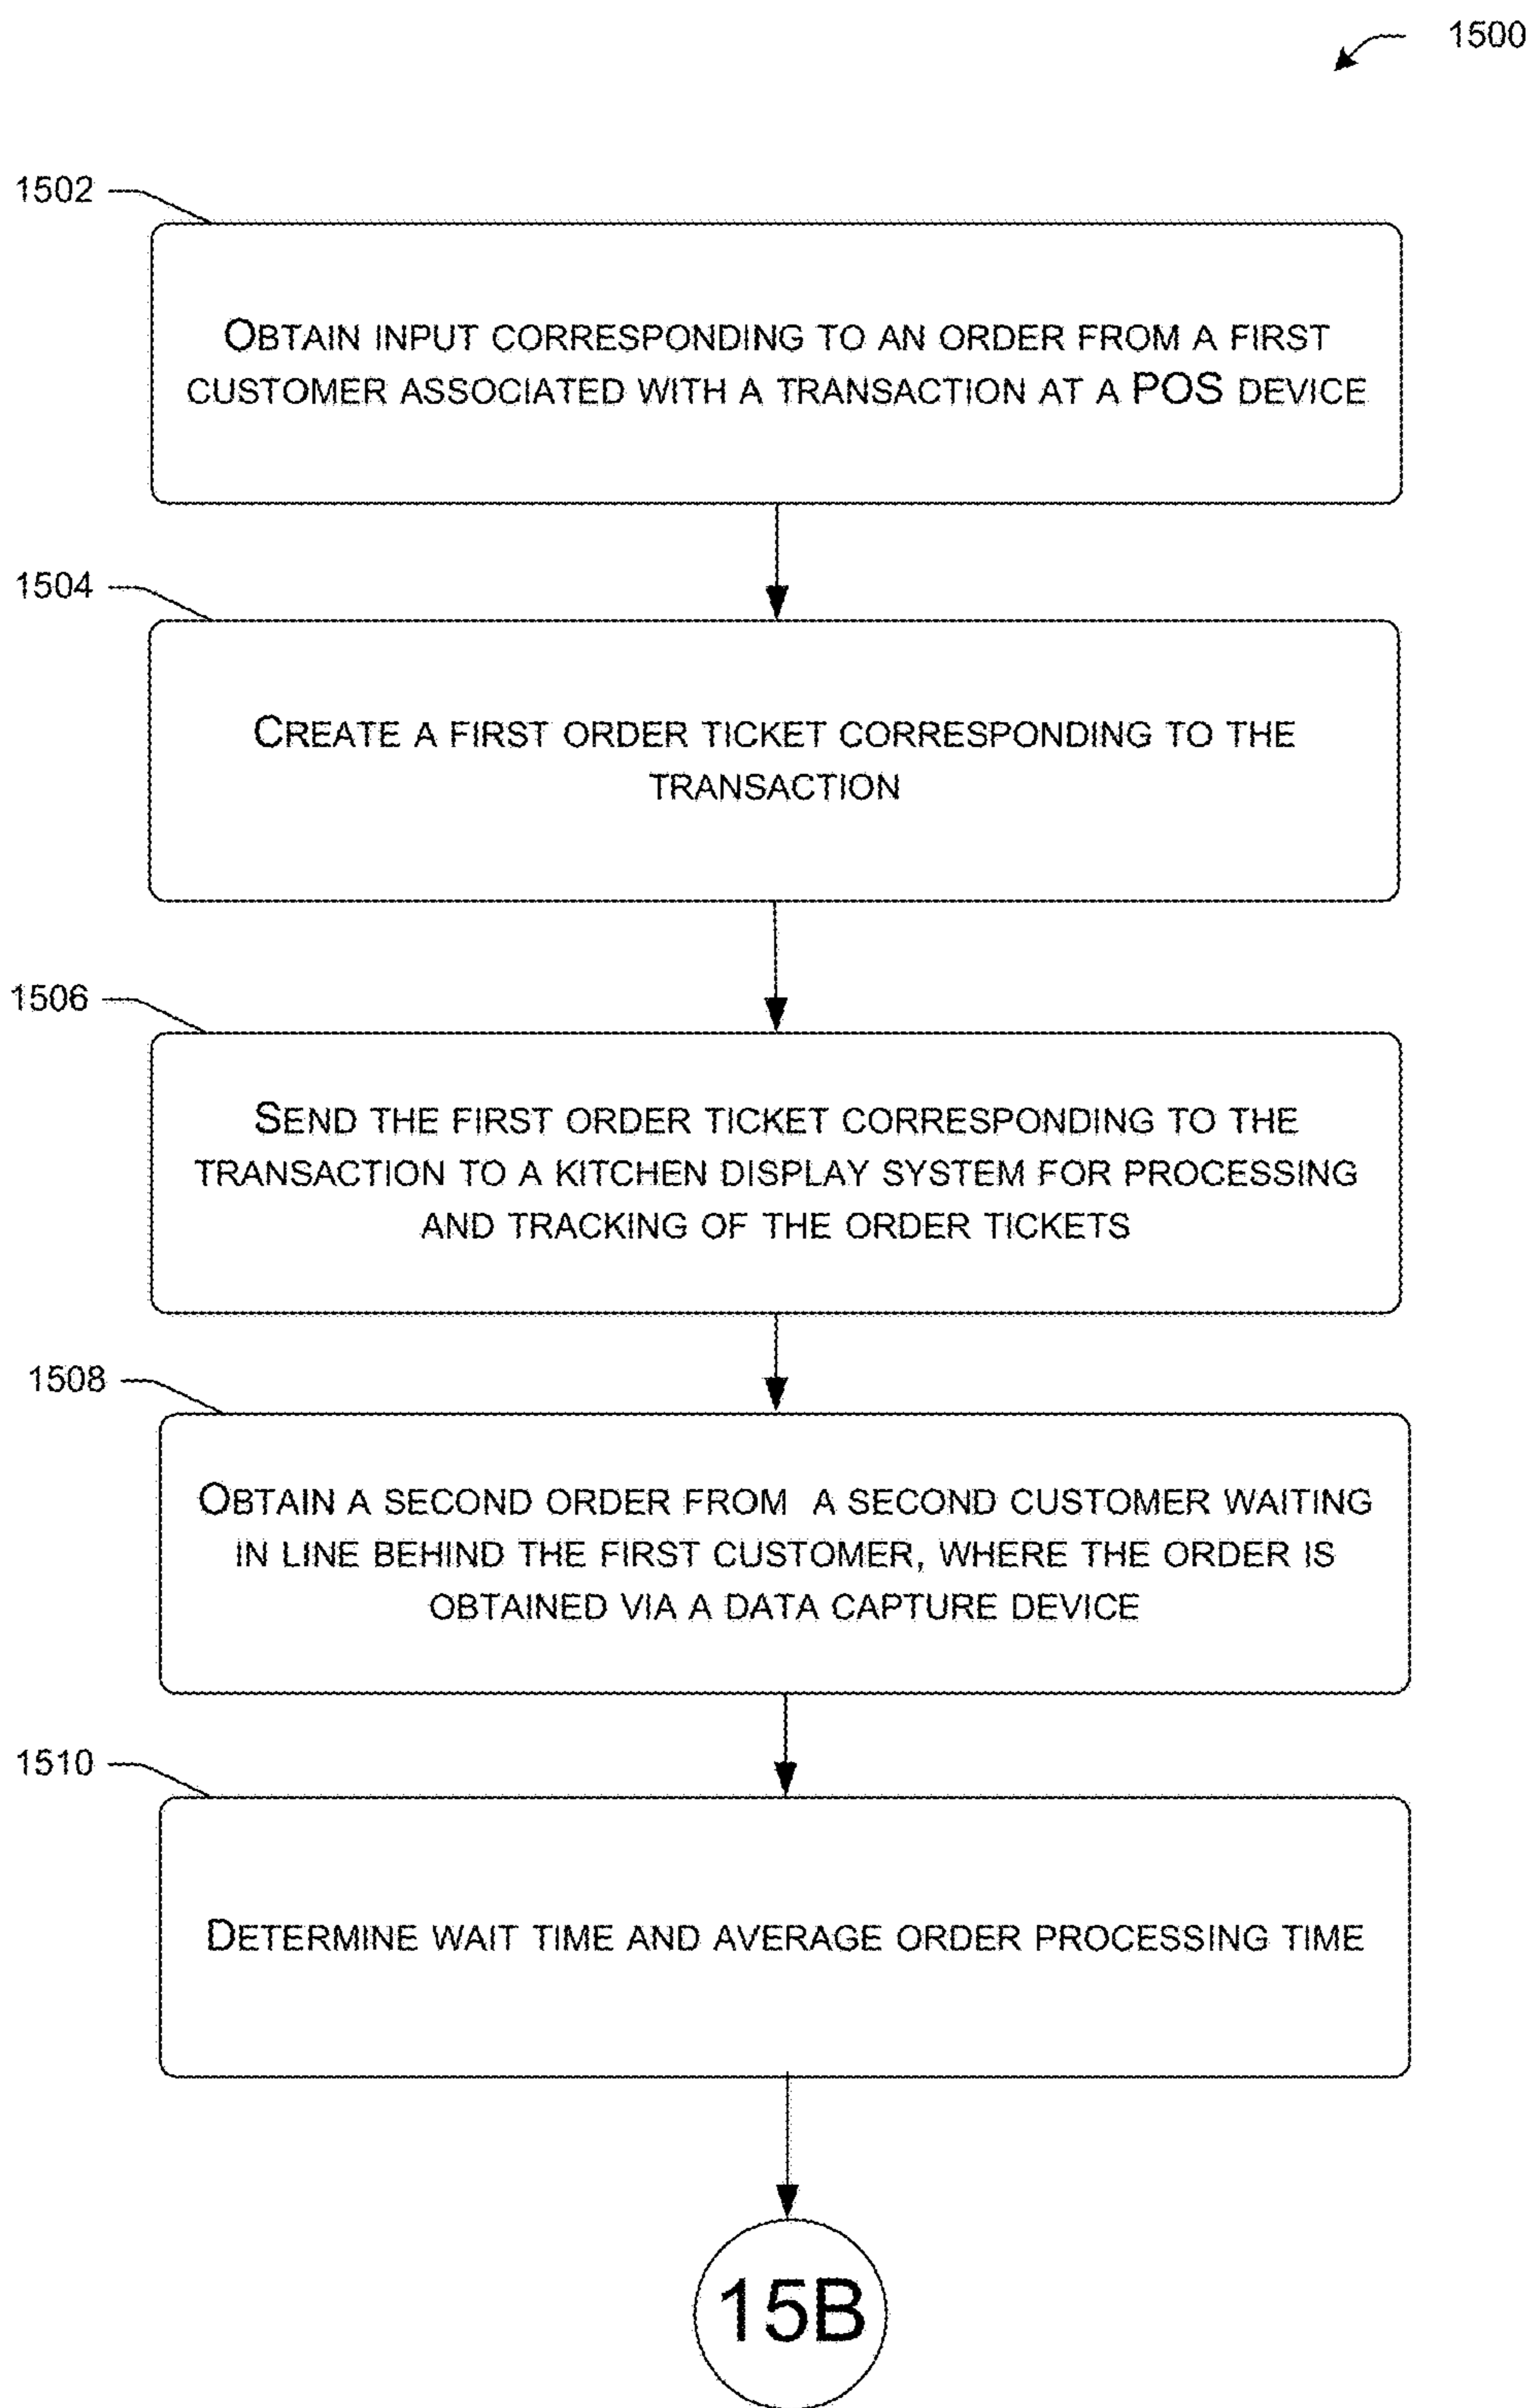 1500
1502
OBTAIN INPUT CORRESPONDING TO AN ORDER FROM A FIRST
CUSTOMER ASSOCIATED WITH A TRANSACTION AT A POS DEVICE
1504
CREATE A FIRST ORDER TICKET CORRESPONDING TO THE
TRANSACTION
1506
SEND THE FIRST ORDER TICKET CORRESPONDING TO THE
TRANSACTION TO A KITCHEN DISPLAY SYSTEM FOR PROCESSING
AND TRACKING OF THE ORDER TICKETS
1508
OBTAIN A SECOND ORDER FROM A SECOND CUSTOMER WAITING
IN LINE BEHIND THE FIRST CUSTOMER, WHERE THE ORDER IS
OBTAINED VIA A DATA CAPTURE DEVICE
1510
DETERMINE WAIT TIME AND AVERAGE ORDER PROCESSING TIME
15B